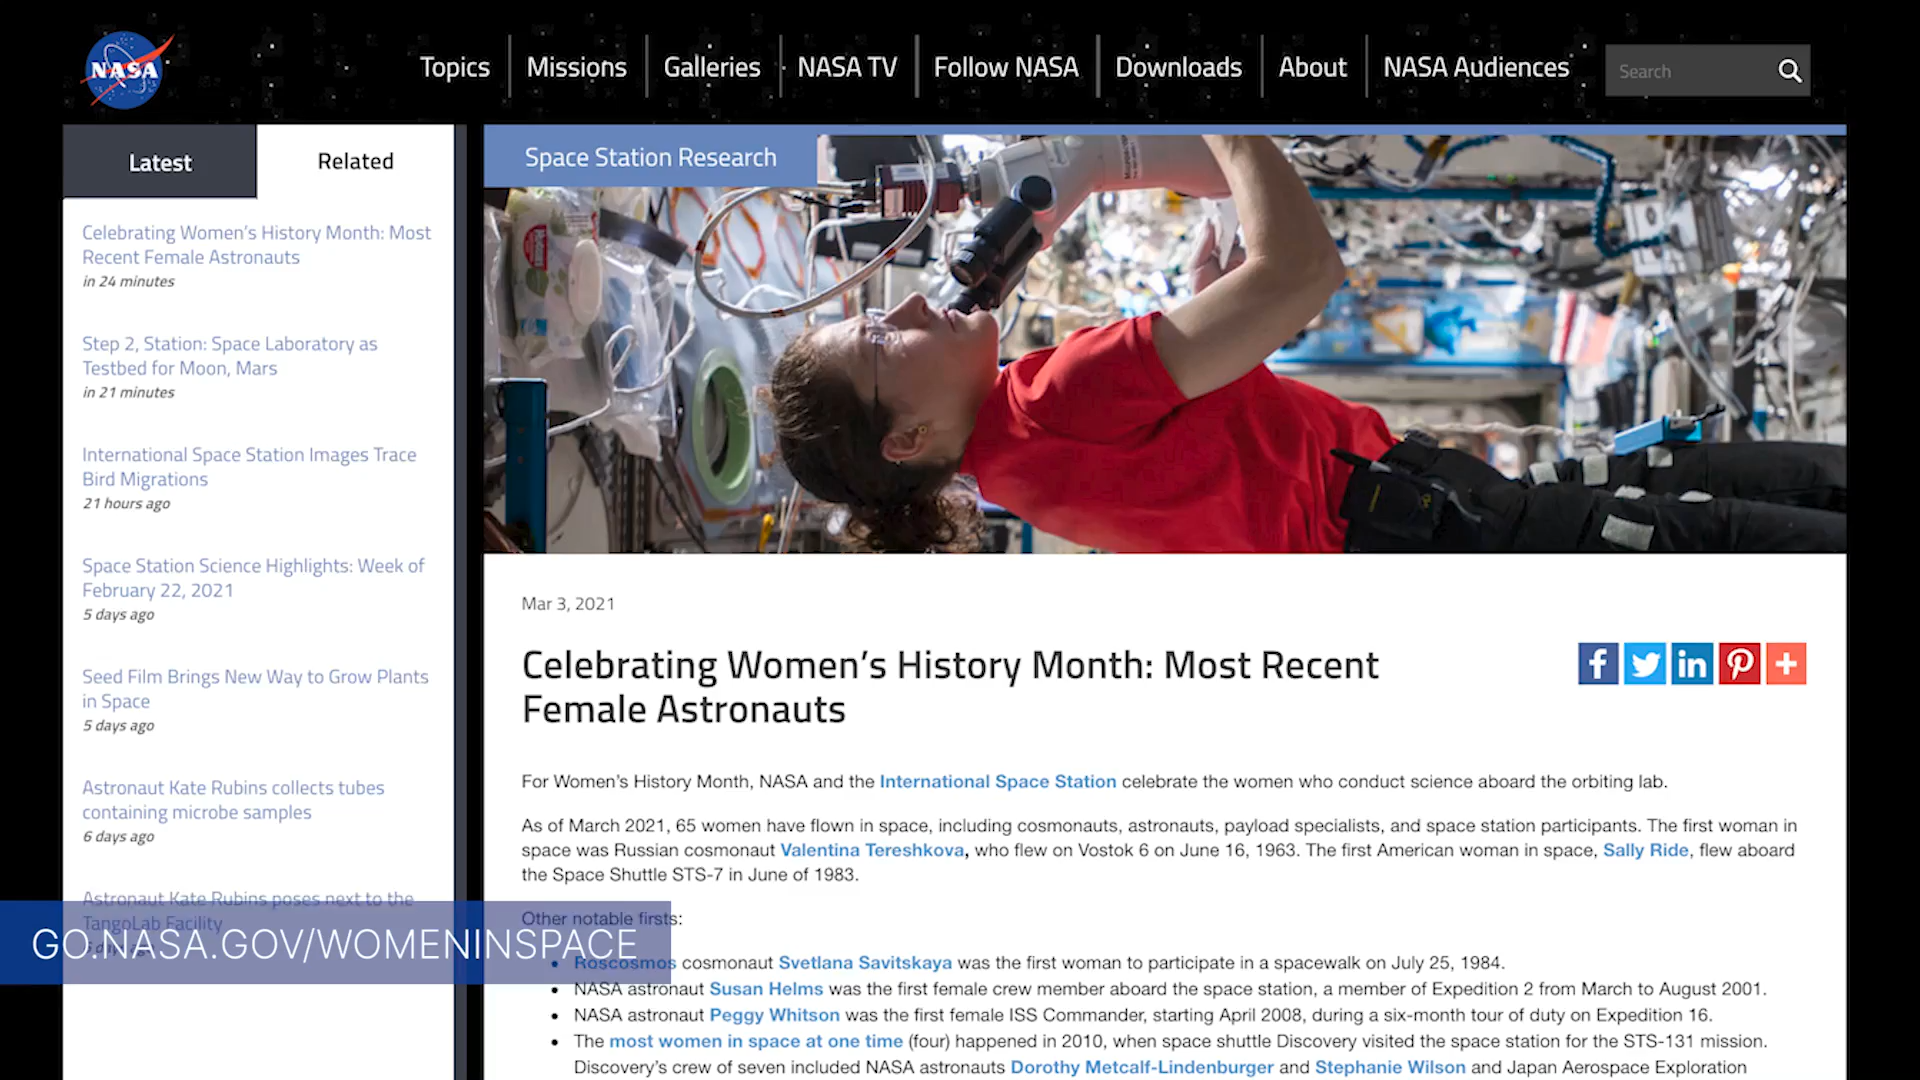 NASA
Topics
Missions
Galleries
NASA TV
Follow NASA
Downloads
About
NASA Audiences
Search
Latest
Related
Celebrating Women's History Month: Most
Recent Female Astronauts
in 24 minutes
Step 2, Station: Space Laboratory as
Testbed for Moon, Mars
in 21 minutes
International Space Station Images Trace
Bird Migrations
21 hours ago
Space Station Science Highlights: Week of
February 22, 2021
5 days ago
Seed Film Brings New Way to Grow Plants
in Space
5 days ago
Astronaut Kate Rubins collects tubes
containing microbe samples
6 days ago
Astronaut Kate Rubins poses next to the
TangoLab Facility
GO.NASA.GOV/WOMENINSPACE
Space Station Research
Mar 3, 2021
Celebrating Women's History Month: Most Recent
Female Astronauts
For Women's History Month, NASA and the International Space Station celebrate the women who conduct science aboard the orbiting lab.
As of March 2021, 65 women have flown in space, including cosmonauts, astronauts, payload specialists, and space station participants. The first woman in
space was Russian cosmonaut Valentina Tereshkova, who flew on Vostok 6 on June 16, 1963. The first American woman in space, Sally Ride, flew aboard
the Space Shuttle STS-7 in June of 1983.
Other notable firsts:
• Roscosmos cosmonaut Svetlana Savitskaya was the first woman to participate in a spacewalk on July 25, 1984.
• NASA astronaut Susan Helms was the first female crew member aboard the space station, a member of Expedition 2 from March to August 2001.
• NASA astronaut Peggy Whitson was the first female ISS Commander, starting April 2008, during a six-month tour of duty on Expedition 16.
• The most women in space at one time (four) happened in 2010, when space shuttle Discovery visited the space station for the STS-131 mission.
Discovery's crew of seven included NASA astronauts Dorothy Metcalf-Lindenburger and Stephanie Wilson and Japan Aerospace Exploration